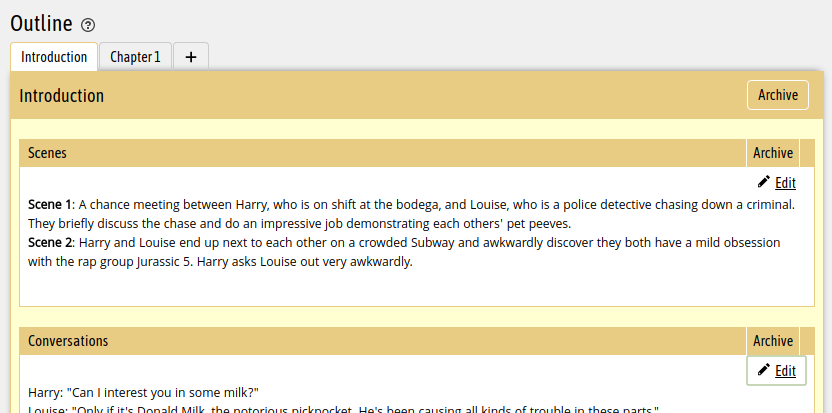 Outline ?
Introduction Chapter 1 +
Introduction Archive
Scenes Archive
Edit
Scene 1: A chance meeting between Harry, who is on shift at the bodega, and Louise, who is a police detective chasing down a criminal.
They briefly discuss the chase and do an impressive job demonstrating each others' pet peeves.
Scene 2: Harry and Louise end up next to each other on a crowded Subway and awkwardly discover they both have a mild obsession
with the rap group Jurassic 5. Harry asks Louise out very awkwardly.
Conversations Archive
Edit
Harry: "Can I interest you in some milk?"
Louise: "Only if it's Donald Milk, the notorious pickpocket. He's been causing all kinds of trouble in these parts."